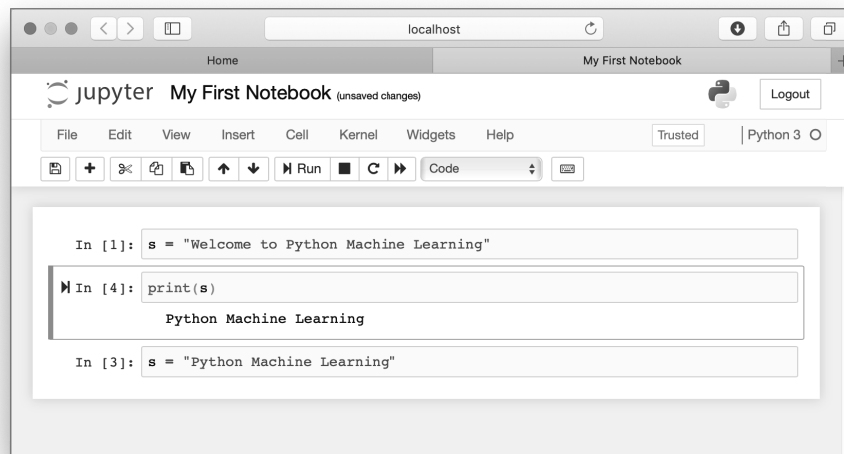 localhost
Home
My First Notebook
jupyter My First Notebook (unsaved changes)
Logout
File Edit View Insert Cell Kernel Widgets Help
Trusted
Python 3
Run
Code
In [1]: s = "Welcome to Python Machine Learning"
In [4]: print(s)
Python Machine Learning
In [3]: s = "Python Machine Learning"